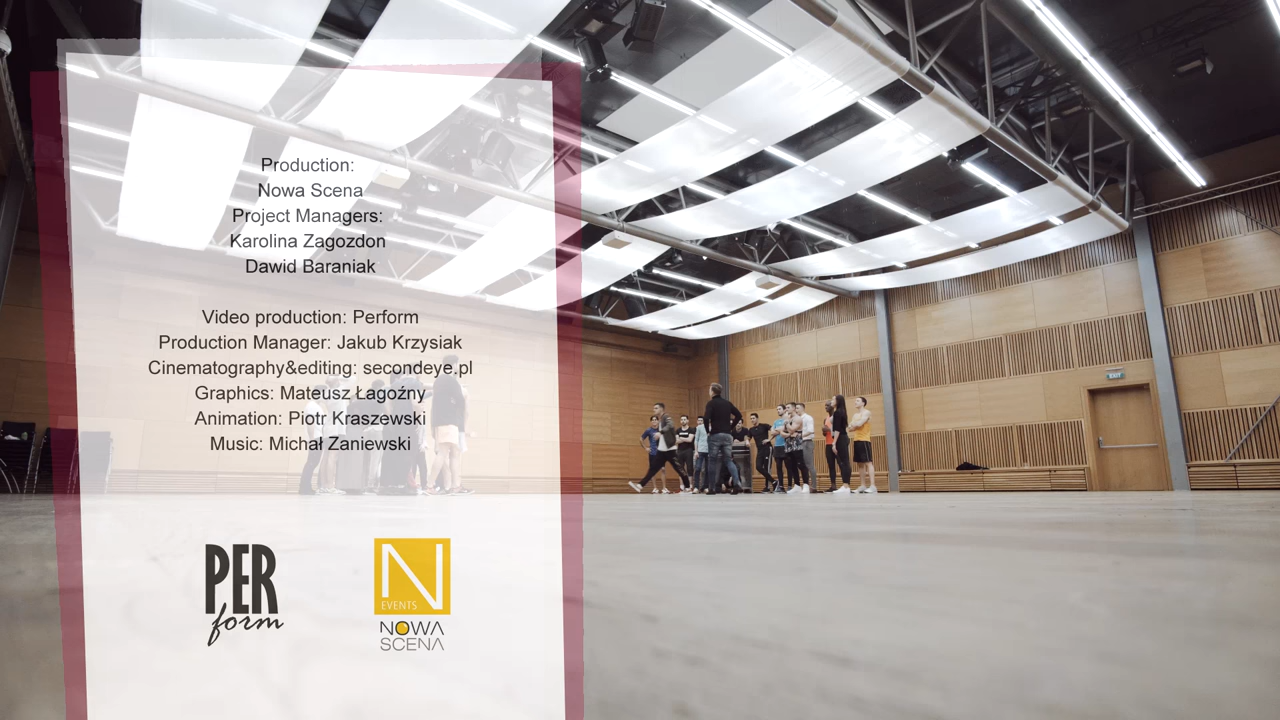 Production:
Nowa Scena
Project Managers:
Karolina Zagozdon
Dawid Baraniak
Video production: Perform
Production Manager: Jakub Krzysiak
Cinematography&editing: secondeye.pl
Graphics: Mateusz Łagoźny
Animation: Piotr Kraszewski
Music: Michał Zaniewski
PER
form
N
EVENTS
NOWA
SCENA
EXIT